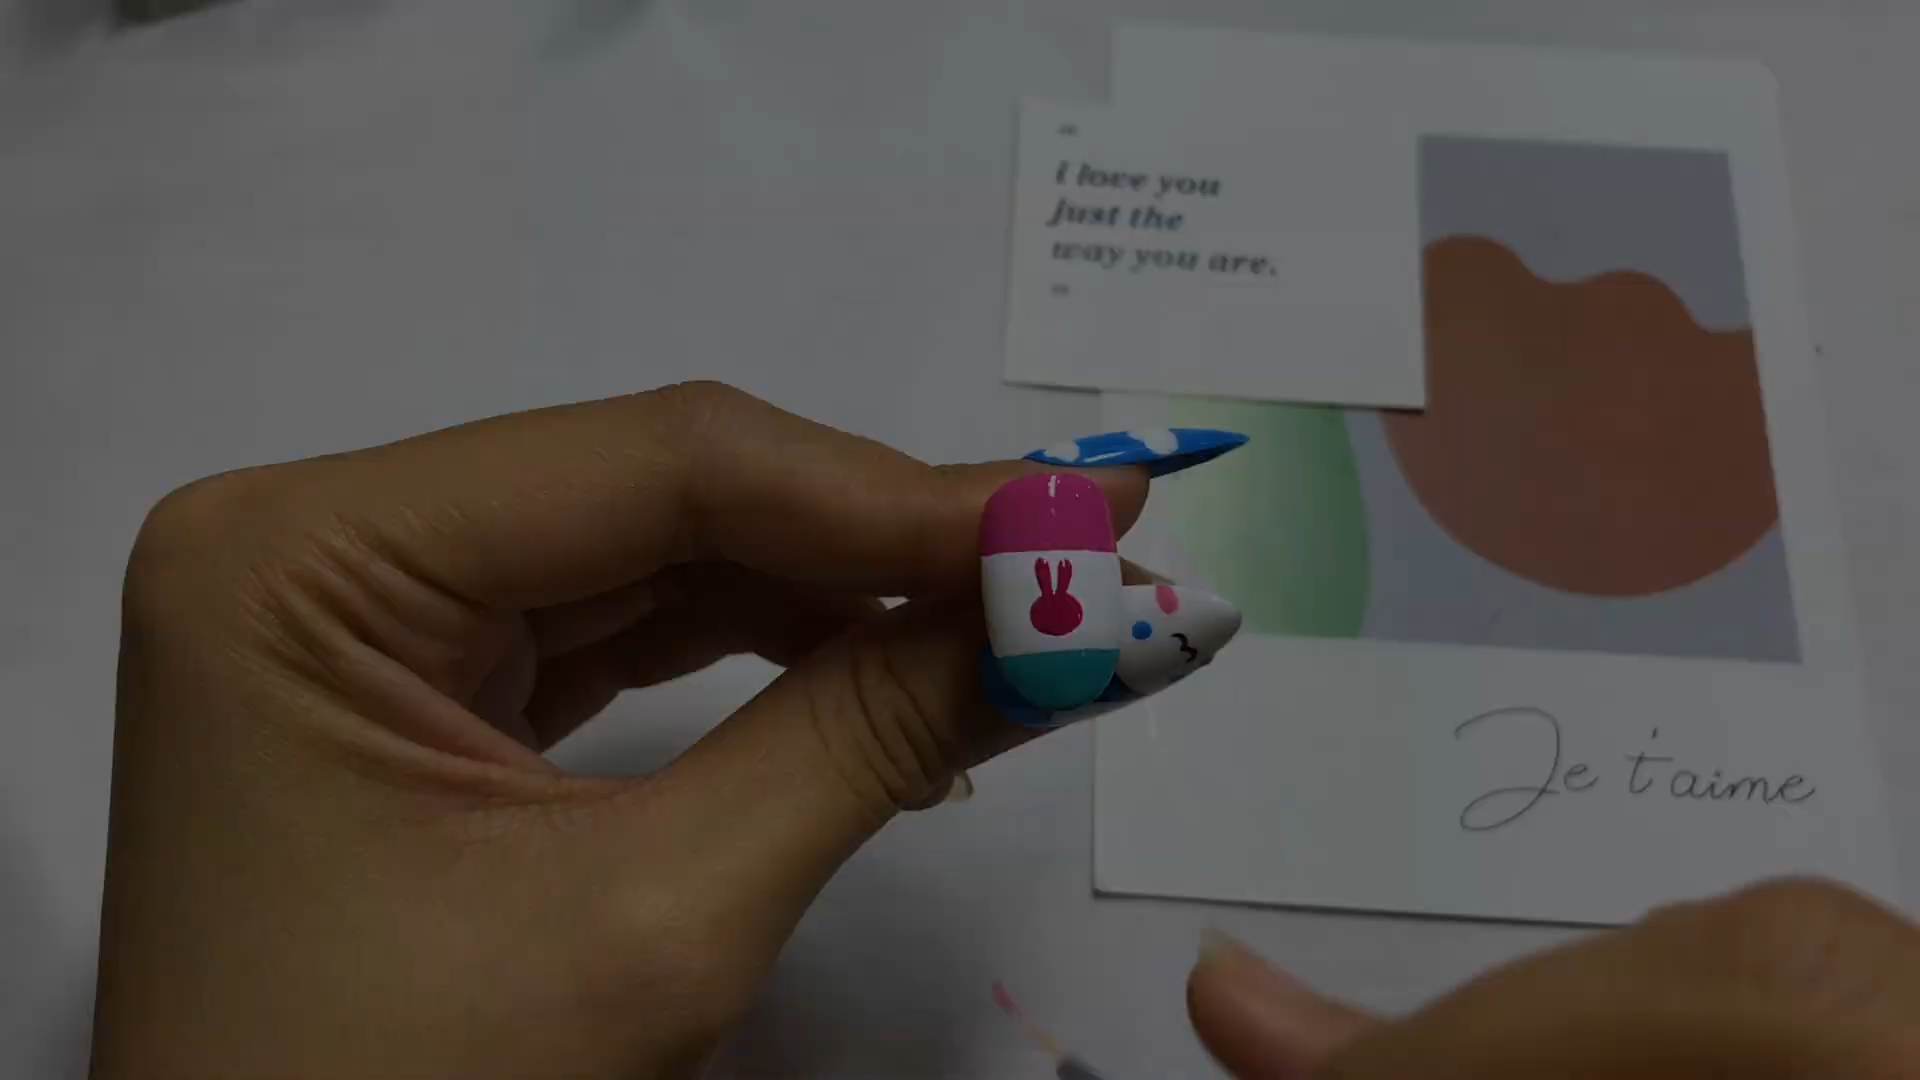 “
i love you
just the
way you are.
”
Je t'aime